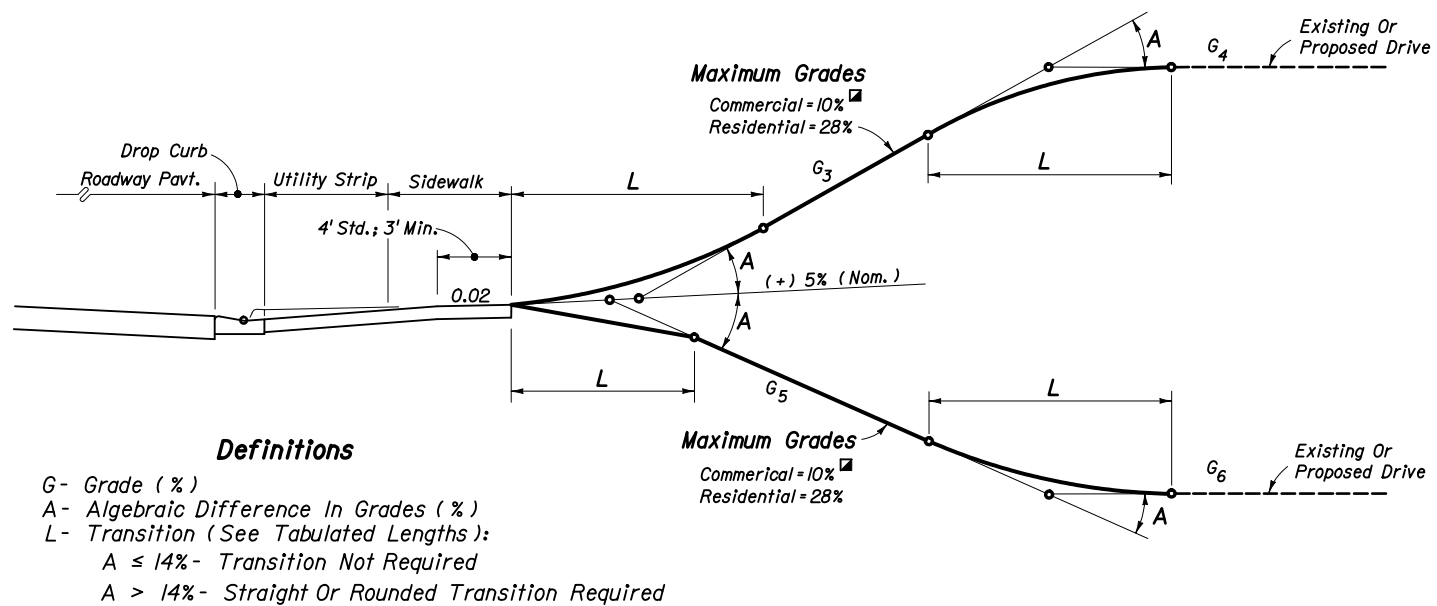 Existing Or
Proposed Drive
G4
A
Maximum Grades
Commercial = 10%
Residential = 28%
L
G3
Drop Curb
Roadway Pavt.
Utility Strip
Sidewalk
L
4' Std.; 3' Min.
A
(+) 5% (Nom.)
0.02
A
L
G5
L
Maximum Grades
Commerical = 10%
Residential = 28%
Existing Or
Proposed Drive
G6
A
Definitions
G- Grade (%)
A- Algebraic Difference In Grades (%)
L- Transition (See Tabulated Lengths):
A ≤ 14%- Transition Not Required
A > 14%- Straight Or Rounded Transition Required